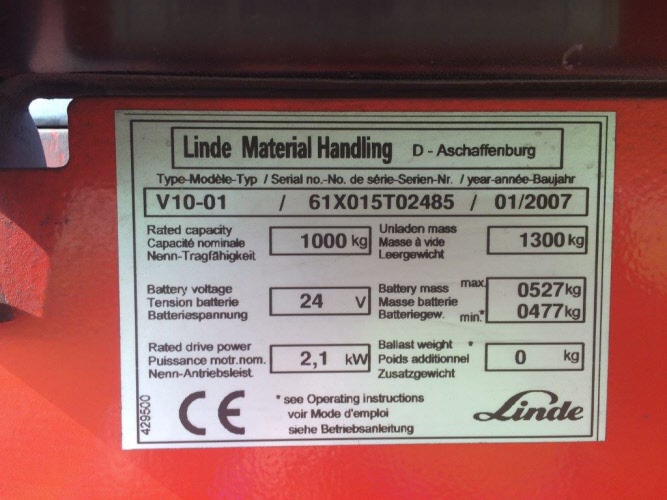 Linde Material Handling D - Aschaffenburg
Type-Modèle-Typ / Serial no.-No. de série-Serien-Nr. / year-année-Baujahr
V10-01 / 61X015T02485 / 01/2007
Rated capacity
Capacité nominale
Nenn-Tragfähigkeit
1000 kg
Unladen mass
Masse à vide
Leergewicht
1300 kg
Battery voltage
Tension batterie
Batteriespannung
24 V
Battery mass max.
Masse batterie
Batteriegew. min.*
0527 kg
0477 kg
Rated drive power
Puissance motr.nom.
Nenn-Antriebsleist.
2,1 kW
Ballast weight *
Poids additionnel
Zusatzgewicht
0 kg
429500
CE
* see Operating instructions
voir Mode d'emploi
siehe Betriebsanleitung
Linde